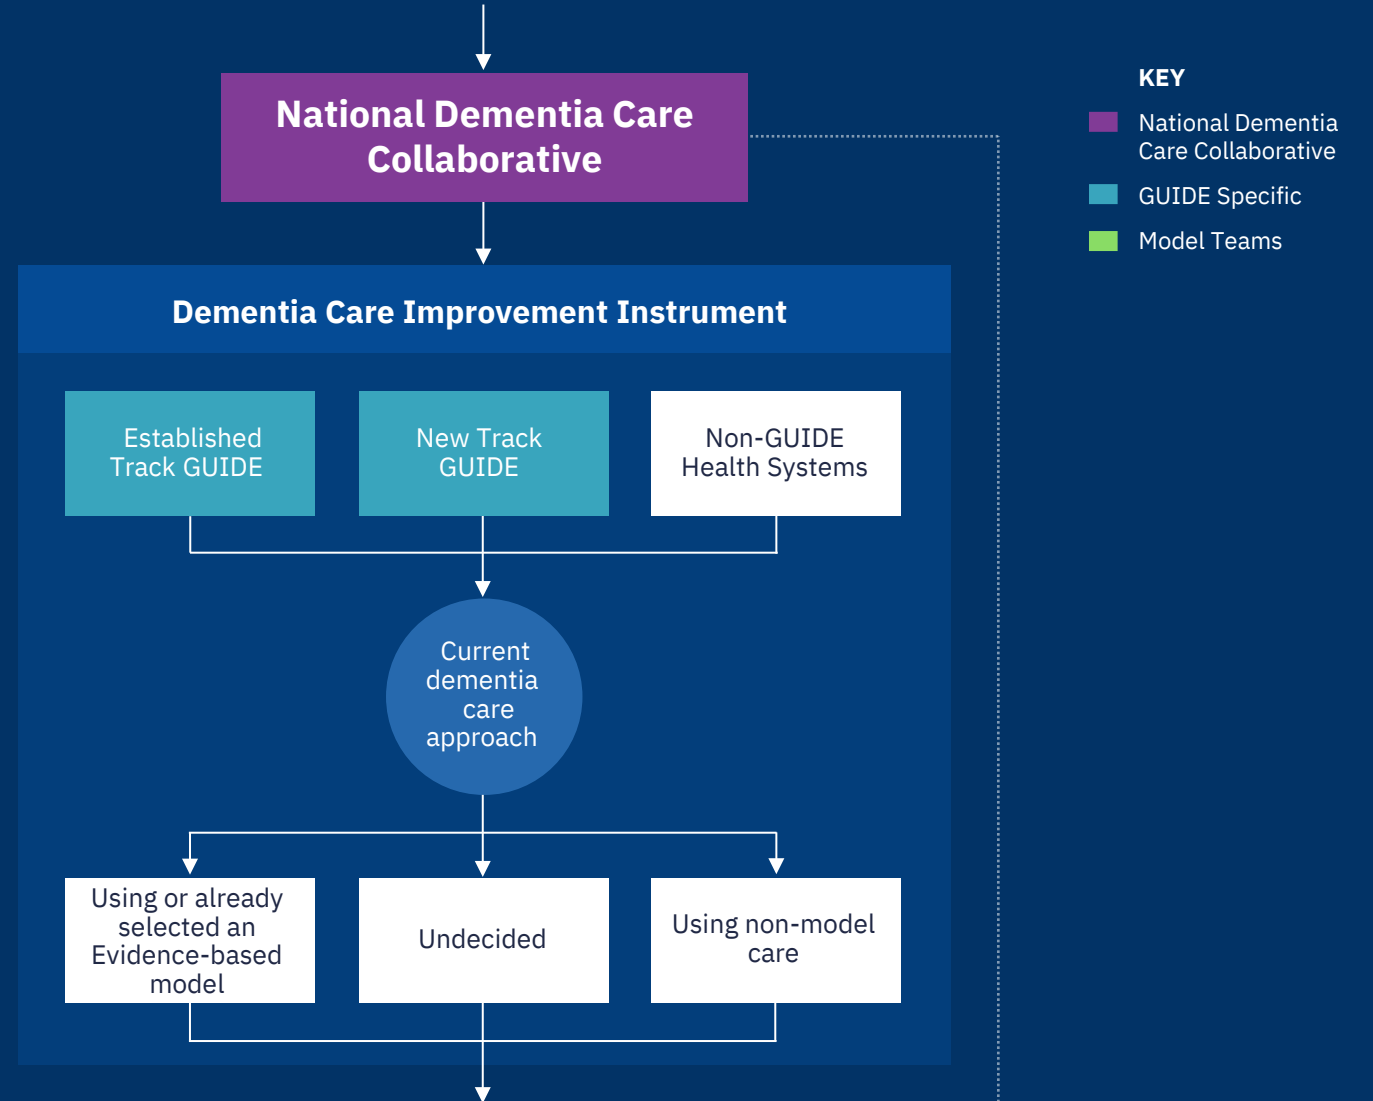 National Dementia Care
Collaborative
KEY
National Dementia
Care Collaborative
GUIDE Specific
Model Teams
Dementia Care Improvement Instrument
Established
Track GUIDE
New Track
GUIDE
Non-GUIDE
Health Systems
Current
dementia
care
approach
Using or already
selected an
Evidence-based
model
Undecided
Using non-model
care